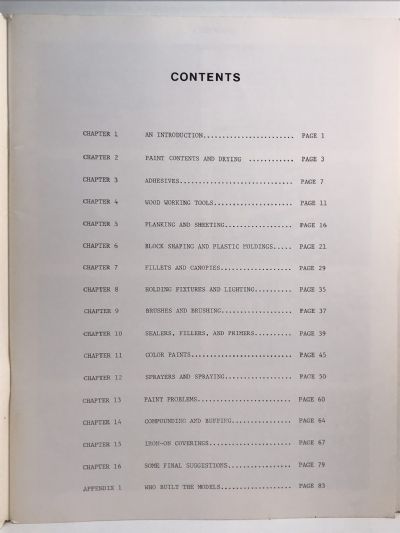 CONTENTS
CHAPTER 1 AN INTRODUCTION........................ PAGE 1
CHAPTER 2 PAINT CONTENTS AND DRYING ............ PAGE 3
CHAPTER 3 ADHESIVES.............................. PAGE 7
CHAPTER 4 WOOD WORKING TOOLS..................... PAGE 11
CHAPTER 5 PLANKING AND SHEETING.................. PAGE 16
CHAPTER 6 BLOCK SHAPING AND PLASTIC MOLDINGS..... PAGE 21
CHAPTER 7 FILLETS AND CANOPIES................... PAGE 29
CHAPTER 8 HOLDING FIXTURES AND LIGHTING.......... PAGE 35
CHAPTER 9 BRUSHES AND BRUSHING................... PAGE 37
CHAPTER 10 SEALERS, FILLERS, AND PRIMERS.......... PAGE 39
CHAPTER 11 COLOR PAINTS........................... PAGE 45
CHAPTER 12 SPRAYERS AND SPRAYING.................. PAGE 50
CHAPTER 13 PAINT PROBLEMS......................... PAGE 60
CHAPTER 14 COMPOUNDING AND BUFFING................ PAGE 64
CHAPTER 15 IRON-ON COVERINGS...................... PAGE 67
CHAPTER 16 SOME FINAL SUGGESTIONS................. PAGE 79
APPENDIX 1 WHO BUILT THE MODELS................... PAGE 83